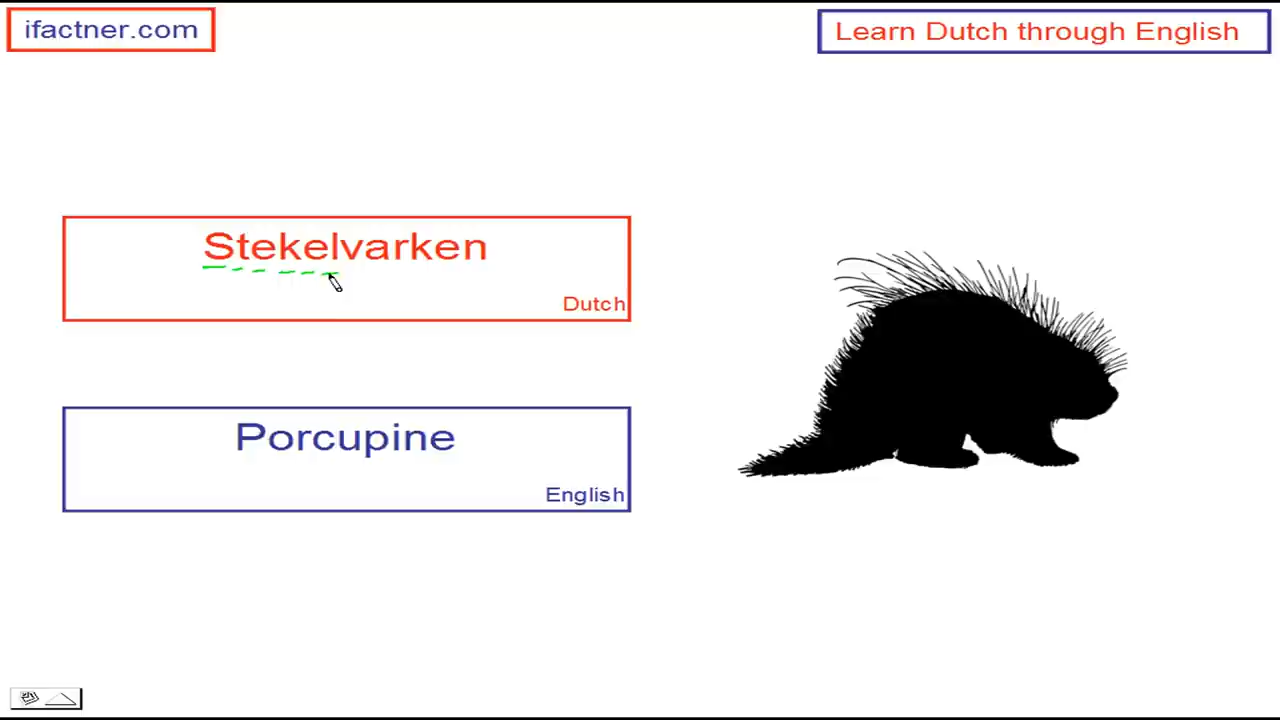 ifactner.com
Learn Dutch through English
Stekelvarken
Dutch
Porcupine
English